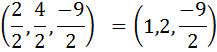 (2/2, 4/2, -9/2) = (1,2, -9/2)